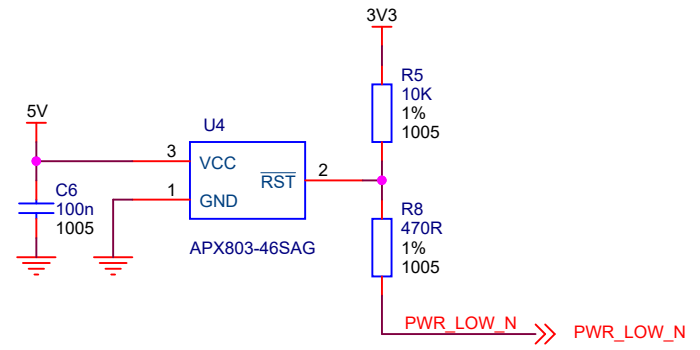 3V3
R5
10K
1%
1005
5V
U4
3
VCC
RST
2
1
GND
C6
100n
1005
APX803-46SAG
R8
470R
1%
1005
PWR_LOW_N
PWR_LOW_N